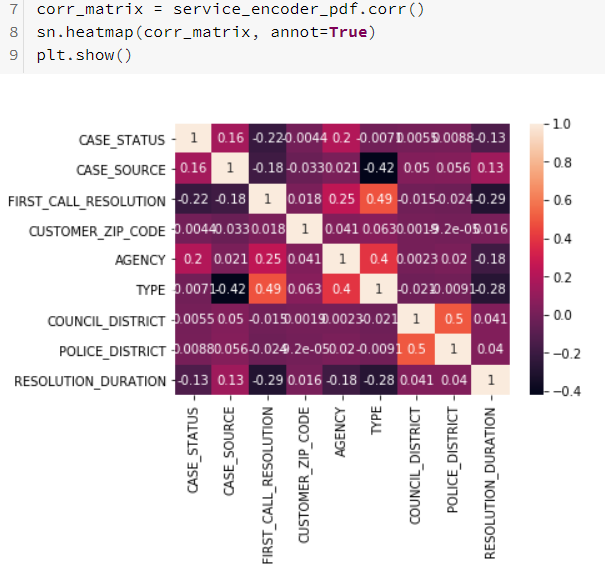 7 corr_matrix = service_encoder_pdf.corr()
8 sn.heatmap(corr_matrix, annot=True)
9 plt.show()
CASE_STATUS 1 0.16 -0.22 0.0044 0.2 -0.0071 0.0055 0.0088 -0.13
CASE_SOURCE 0.16 1 -0.18 -0.033 0.021 -0.42 0.05 0.056 0.13
FIRST_CALL_RESOLUTION -0.22 -0.18 1 0.018 0.25 0.49 -0.015 -0.024 -0.29
CUSTOMER_ZIP_CODE 0.0044 -0.033 0.018 1 0.041 0.063 0.0019 -9.2e-05 0.016
AGENCY 0.2 0.021 0.25 0.041 1 0.4 0.0023 0.02 -0.18
TYPE 0.0071 -0.42 0.49 0.063 0.4 1 -0.021 0.0091 -0.28
COUNCIL_DISTRICT 0.0055 0.05 -0.015 0.0019 0.0023 -0.021 1 0.5 0.041
POLICE_DISTRICT 0.0088 0.056 -0.024 -9.2e-05 0.02 -0.0091 0.5 1 0.04
RESOLUTION_DURATION -0.13 0.13 -0.29 0.016 -0.18 -0.28 0.041 0.04 1
CASE_STATUS
CASE_SOURCE
FIRST_CALL_RESOLUTION
CUSTOMER_ZIP_CODE
AGENCY
TYPE
COUNCIL_DISTRICT
POLICE_DISTRICT
RESOLUTION_DURATION
1.0
0.8
0.6
0.4
0.2
0.0
-0.2
-0.4